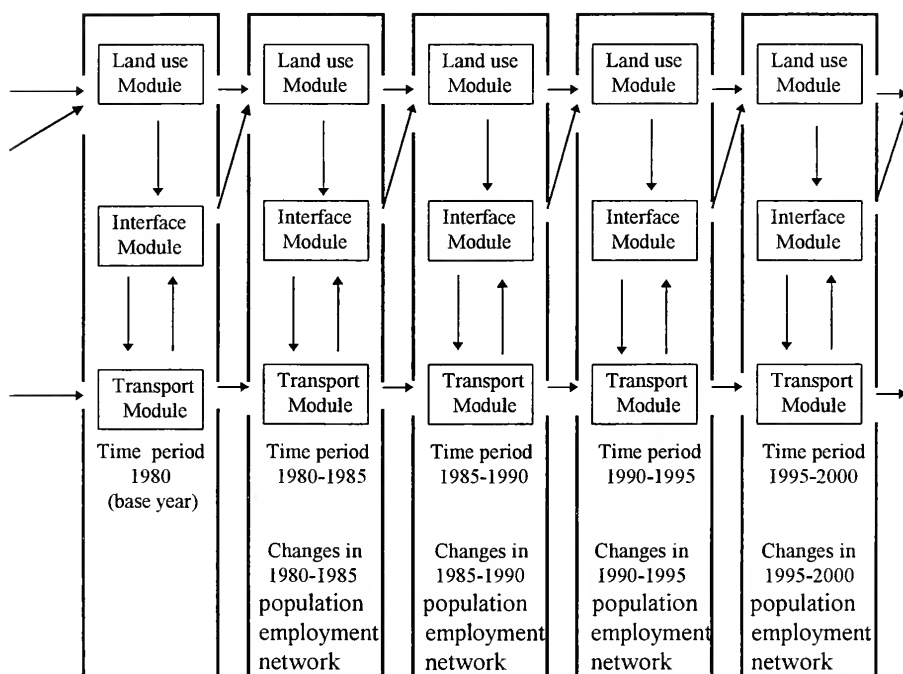 Land use
Module
Interface
Module
Transport
Module
Time period
1980
(base year)
Land use
Module
Interface
Module
Transport
Module
Time period
1980-1985
Changes in
1980-1985
population
employment
network
Land use
Module
Interface
Module
Transport
Module
Time period
1985-1990
Changes in
1985-1990
population
employment
network
Land use
Module
Interface
Module
Transport
Module
Time period
1990-1995
Changes in
1990-1995
population
employment
network
Land use
Module
Interface
Module
Transport
Module
Time period
1995-2000
Changes in
1995-2000
population
employment
network